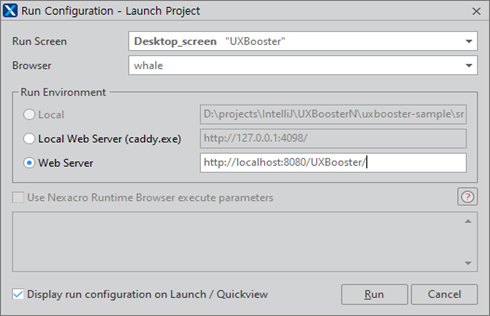 Run Configuration - Launch Project
Run Screen Desktop_screen "UXBooster"
Browser whale
Run Environment
Local D:\projects\IntelliJ\UXBoosterN\uxbooster-sample\sr
Local Web Server (caddy.exe) http://127.0.0.1:4098/
Web Server http://localhost:8080/UXBooster/
Use Nexacro Runtime Browser execute parameters ?
Display run configuration on Launch / Quickview Run Cancel